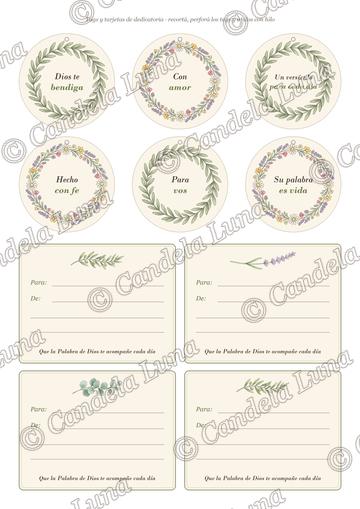 Tags y tarjetas de dedicatoria · recortá, perforá los tags y atalos con hilo
Dios te
bendiga
Con
amor
Un versículo
para cada día
Hecho
con fe
Para
vos
Su palabra
es vida
Para:
De:
Que la Palabra de Dios te acompañe cada día
Para:
De:
Que la Palabra de Dios te acompañe cada día
Para:
De:
Que la Palabra de Dios te acompañe cada día
Para:
De:
Que la Palabra de Dios te acompañe cada día
© Candela Luna